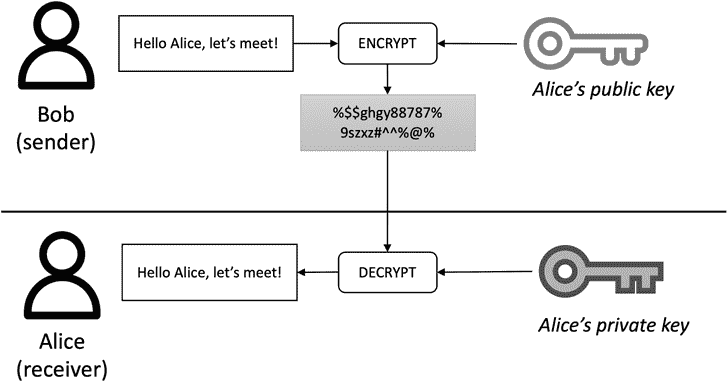 Hello Alice, let's meet!
ENCRYPT
Alice's public key
Bob
(sender)
%$$ghgy88787%
9szxz#^^%@%
Hello Alice, let's meet!
DECRYPT
Alice's private key
Alice
(receiver)